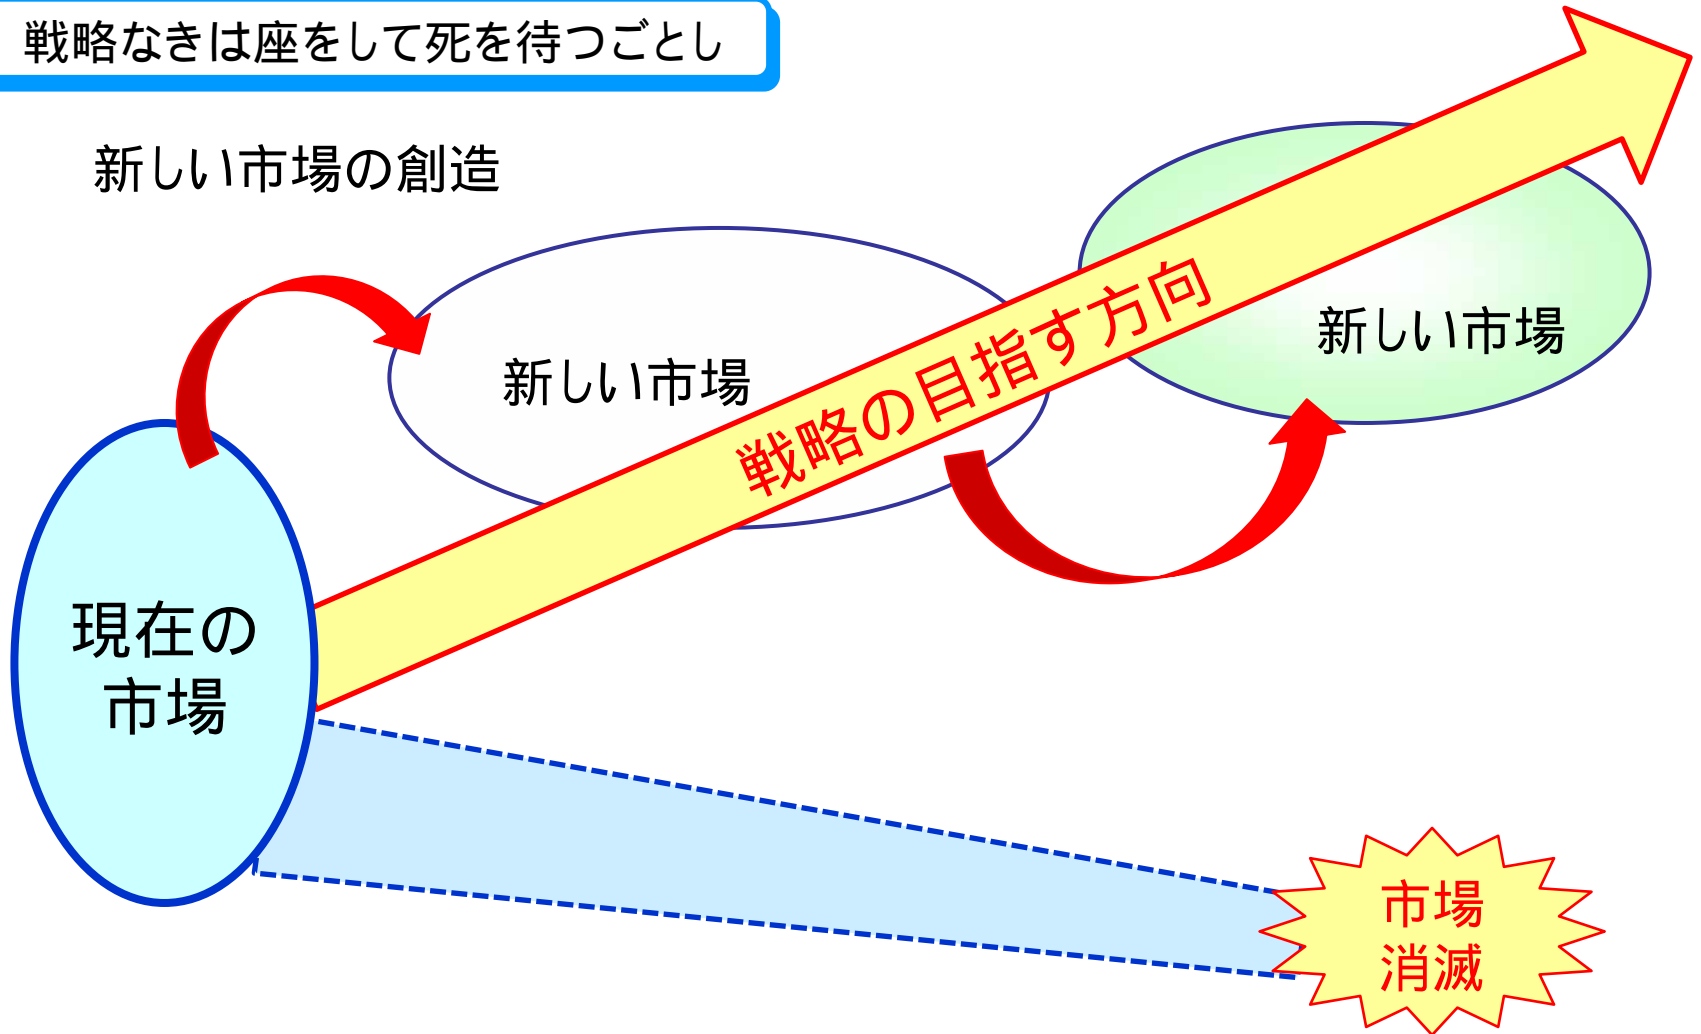 戦略なきは座をして死を待つごとし
新しい市場の創造
新しい市場
新しい市場
戦略の目指す方向
現在の
市場
市場
消滅